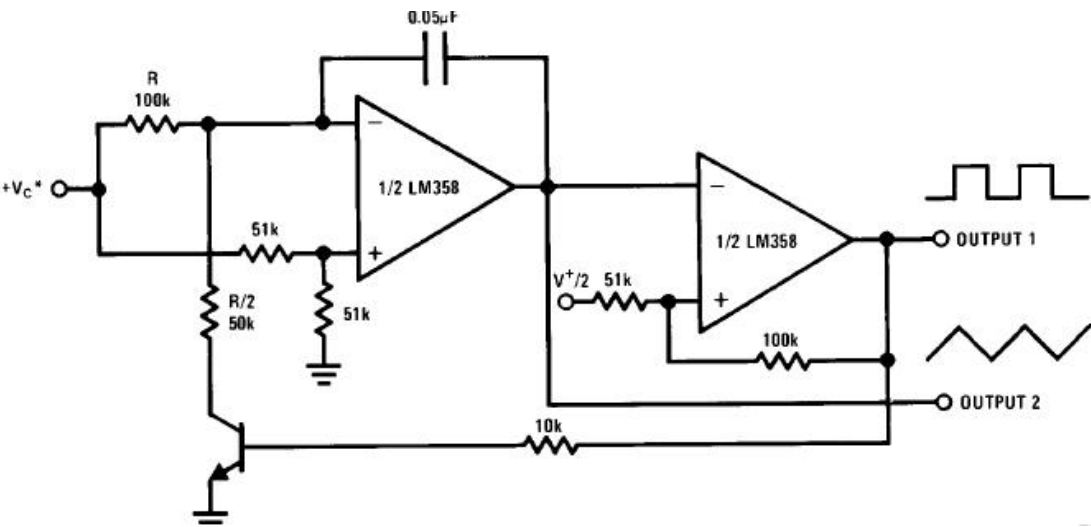 0.05µF
R
100k
+VC*
1/2 LM358
51k
51k
R/2
50k
1/2 LM358
V+/2
51k
100k
10k
OUTPUT 1
OUTPUT 2